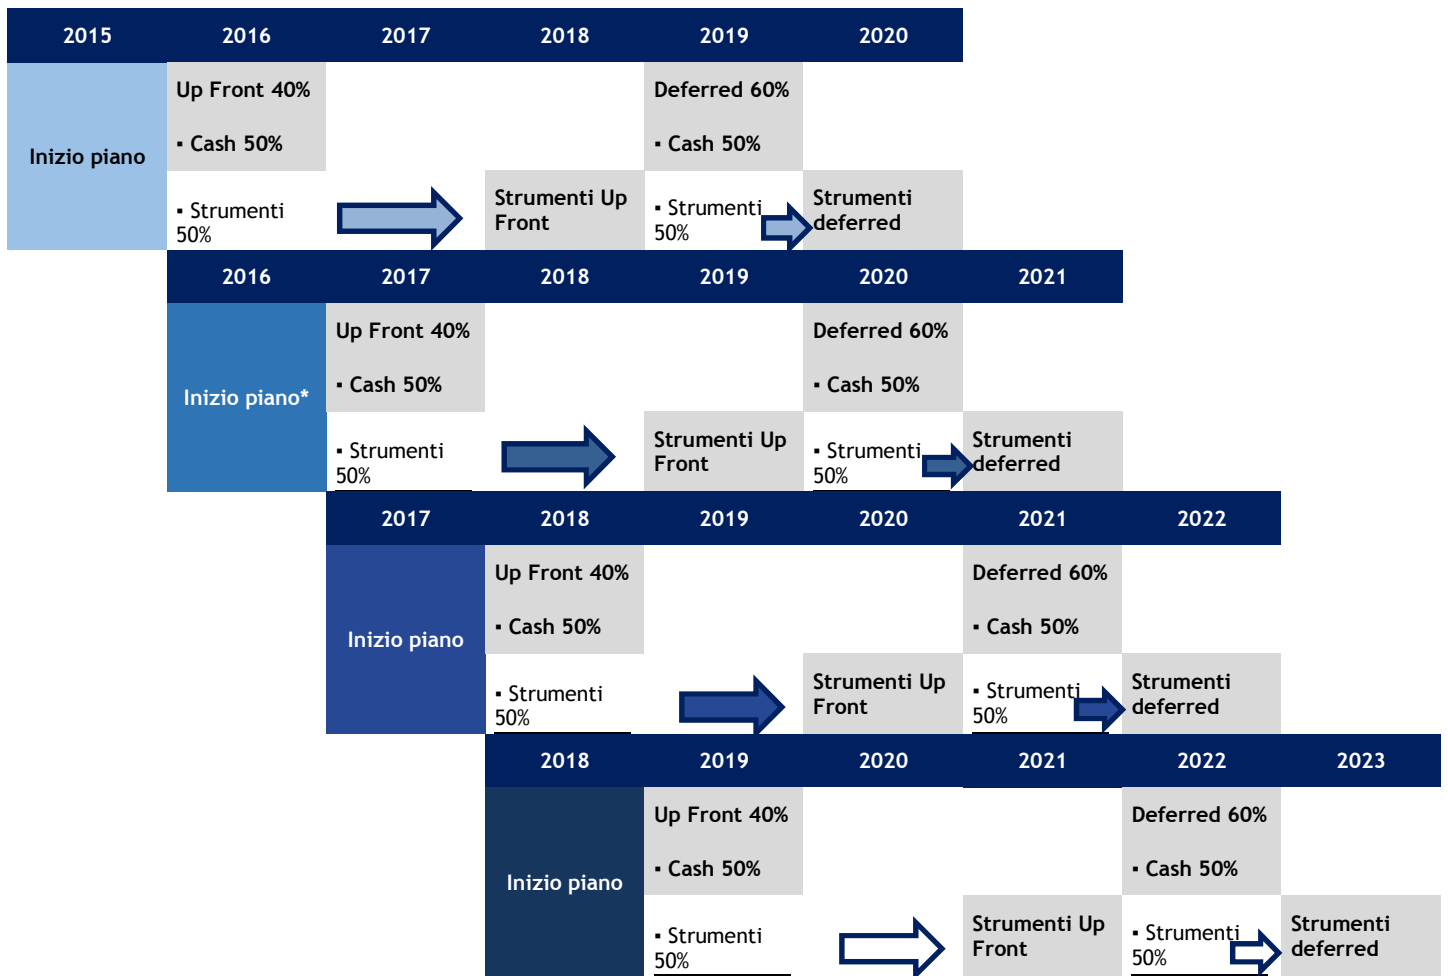 2015 2016 2017 2018 2019 2020
Up Front 40% Deferred 60%
▪ Cash 50% ▪ Cash 50%
Inizio piano
▪ Strumenti 50% Strumenti Up Front ▪ Strumenti 50% Strumenti deferred
2016 2017 2018 2019 2020 2021
Up Front 40% Deferred 60%
▪ Cash 50% ▪ Cash 50%
Inizio piano*
▪ Strumenti 50% Strumenti Up Front ▪ Strumenti 50% Strumenti deferred
2017 2018 2019 2020 2021 2022
Up Front 40% Deferred 60%
▪ Cash 50% ▪ Cash 50%
Inizio piano
▪ Strumenti 50% Strumenti Up Front ▪ Strumenti 50% Strumenti deferred
2018 2019 2020 2021 2022 2023
Up Front 40% Deferred 60%
▪ Cash 50% ▪ Cash 50%
Inizio piano
▪ Strumenti 50% Strumenti Up Front ▪ Strumenti 50% Strumenti deferred